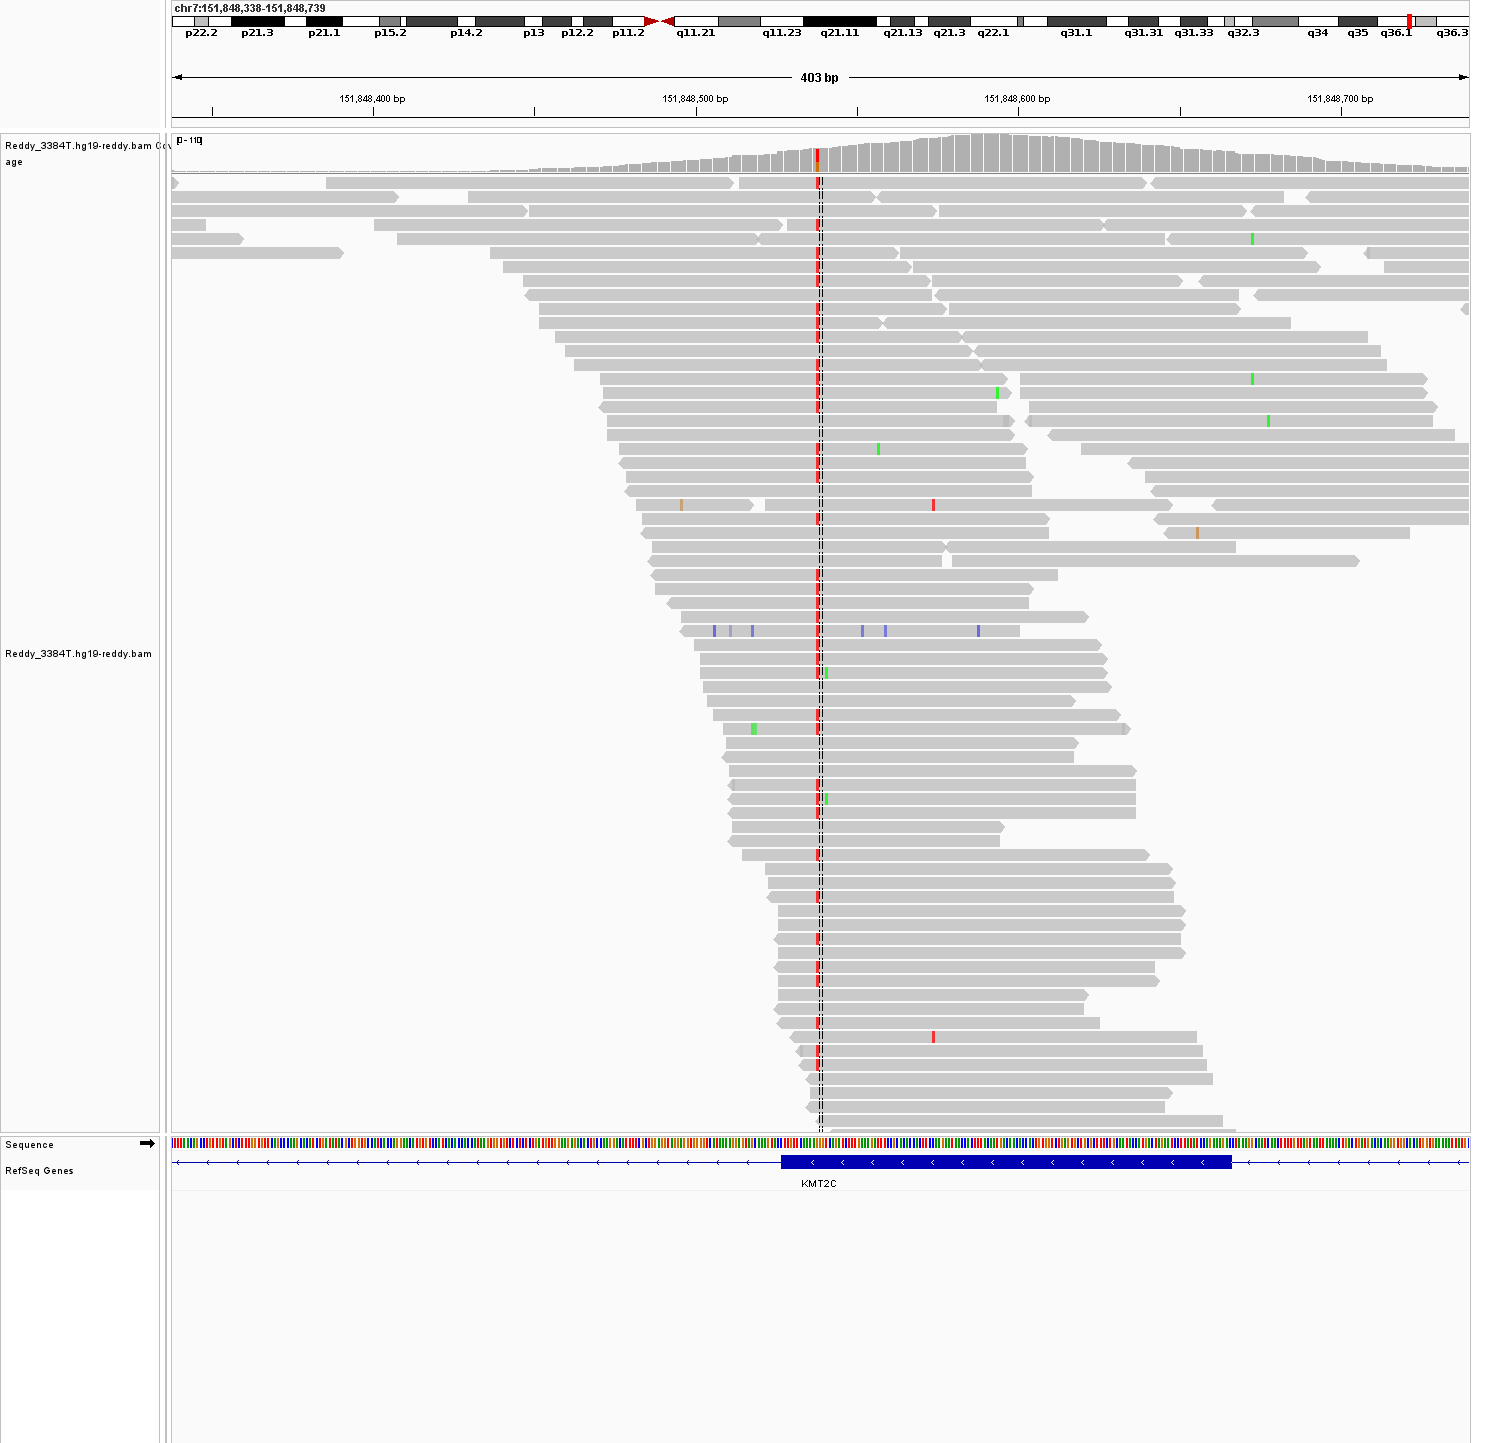 chr7:151,848,338-151,848,739
p22.2 p21.3 p21.1 p15.2 p14.2 p13 p12.2 p11.2 q11.21 q11.23 q21.11 q21.13 q21.3 q22.1 q31.1 q31.31 q31.33 q32.3 q34 q35 q36.1 q36.3
403 bp
151,848,400 bp 151,848,500 bp 151,848,600 bp 151,848,700 bp
[0 - 110]
Reddy_3384T.hg19-reddy.bam Cov
age
Reddy_3384T.hg19-reddy.bam
Sequence
RefSeq Genes
KMT2C